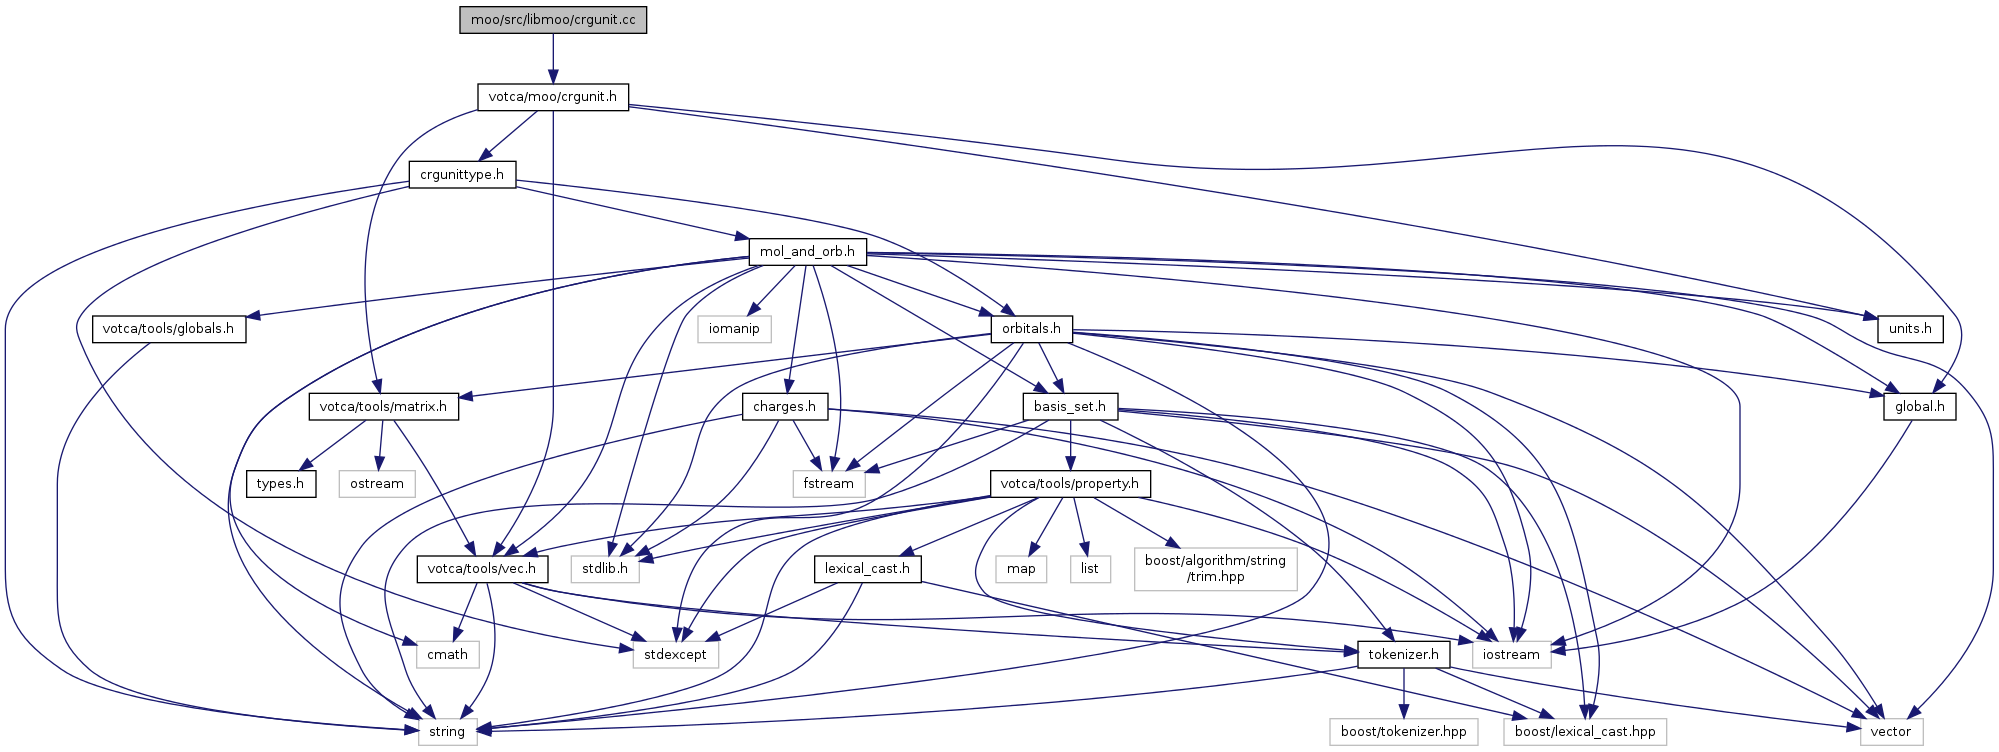 moo/src/libmoo/crgunit.cc
votca/moo/crgunit.h
crgunittype.h
mol_and_orb.h
votca/tools/globals.h
iomanip
orbitals.h
units.h
votca/tools/matrix.h
charges.h
basis_set.h
global.h
types.h
ostream
fstream
votca/tools/property.h
votca/tools/vec.h
stdlib.h
lexical_cast.h
map
list
boost/algorithm/string
/trim.hpp
cmath
stdexcept
tokenizer.h
iostream
string
boost/tokenizer.hpp
boost/lexical_cast.hpp
vector